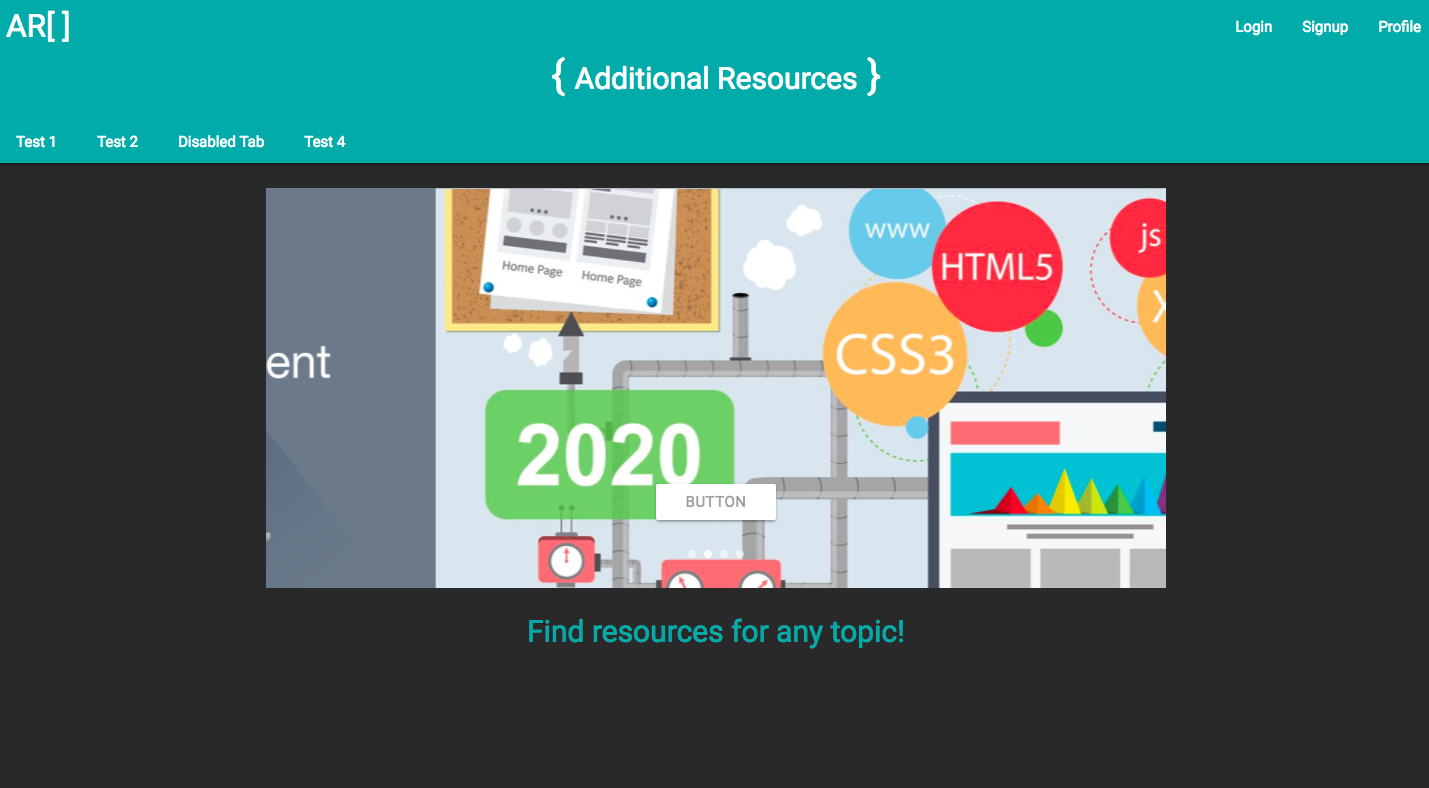 AR[ ]
Login Signup Profile
{ Additional Resources }
Test 1 Test 2 Disabled Tab Test 4
Home Page Home Page
www
HTML5
js
X
CSS3
ent
2020
BUTTON
Find resources for any topic!